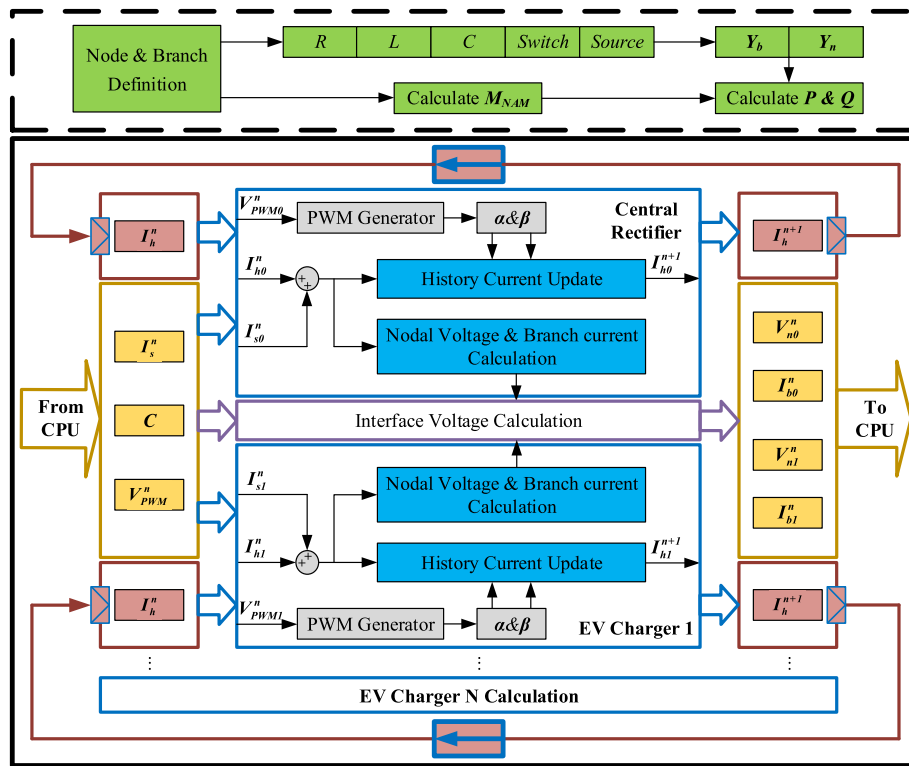 Node & Branch
Definition
R L C Switch Source
Y_b Y_n
Calculate M_NAM
Calculate P & Q
I_h^n
V_PWM0^n
PWM Generator
α&β
Central
Rectifier
I_h^{n+1}
I_h0^n
+
+
History Current Update
I_h0^{n+1}
I_s0^n
Nodal Voltage & Branch current
Calculation
From
CPU
I_s^n
C
V_PWM^n
Interface Voltage Calculation
V_n0^n
I_b0^n
V_n1^n
I_b1^n
To
CPU
I_s1^n
Nodal Voltage & Branch current
Calculation
I_h1^n
+
+
History Current Update
I_h1^{n+1}
I_h^n
V_PWM1^n
PWM Generator
α&β
EV Charger 1
I_h^{n+1}
⋮ ⋮ ⋮
EV Charger N Calculation